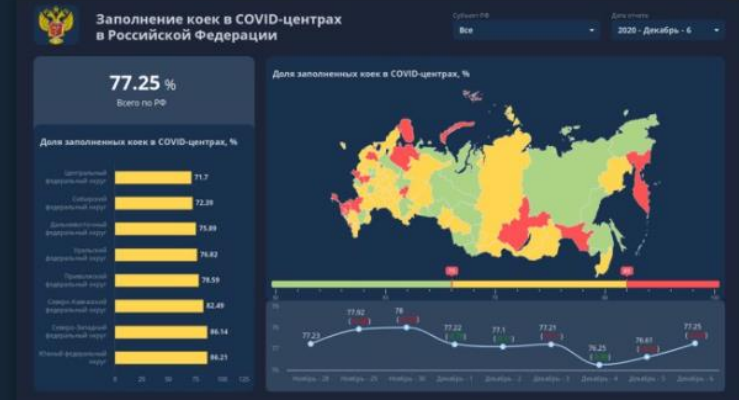 Заполнение коек в COVID-центрах
в Российской Федерации
Субъект РФ
Все
Дата отчета
2020 - Декабрь - 6
77.25 %
Всего по РФ
Доля заполненных коек в COVID-центрах, %
Центральный
федеральный округ
71.7
Сибирский
федеральный округ
72.39
Дальневосточный
федеральный округ
75.89
Уральский
федеральный округ
76.82
Приволжский
федеральный округ
Северо-Кавказский
федеральный округ
82.49
Северо-Западный
федеральный округ
86.14
Южный федеральный
округ
86.21
0 25 50 75 100 125
Доля заполненных коек в COVID-центрах, %
77.23
77.92
78
77.22
77.1
77.21
76.25
76.61
77.25
Ноябрь - 28 Ноябрь - 29 Ноябрь - 30 Декабрь - 1 Декабрь - 2 Декабрь - 3 Декабрь - 4 Декабрь - 5 Декабрь - 6